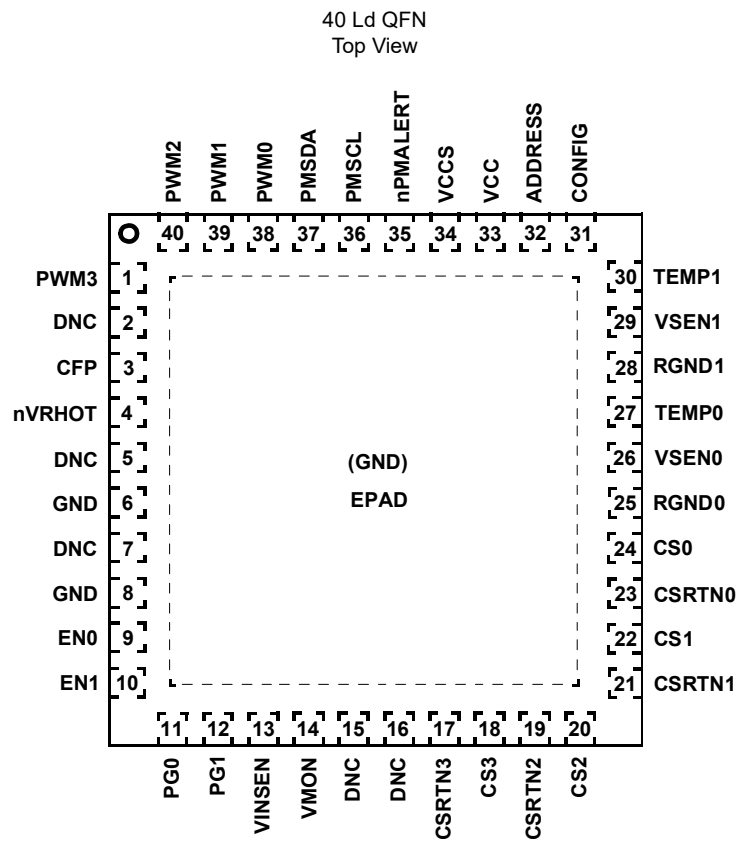 40 Ld QFN
Top View
PWM2
PWM1
PWM0
PMSDA
PMSCL
nPMALERT
VCCS
VCC
ADDRESS
CONFIG
40 39 38 37 36 35 34 33 32 31
PWM3 1
DNC 2
CFP 3
nVRHOT 4
DNC 5
GND 6
DNC 7
GND 8
EN0 9
EN1 10
(GND)
EPAD
30 TEMP1
29 VSEN1
28 RGND1
27 TEMP0
26 VSEN0
25 RGND0
24 CS0
23 CSRTN0
22 CS1
21 CSRTN1
11 12 13 14 15 16 17 18 19 20
PG0
PG1
VINSEN
VMON
DNC
DNC
CSRTN3
CS3
CSRTN2
CS2